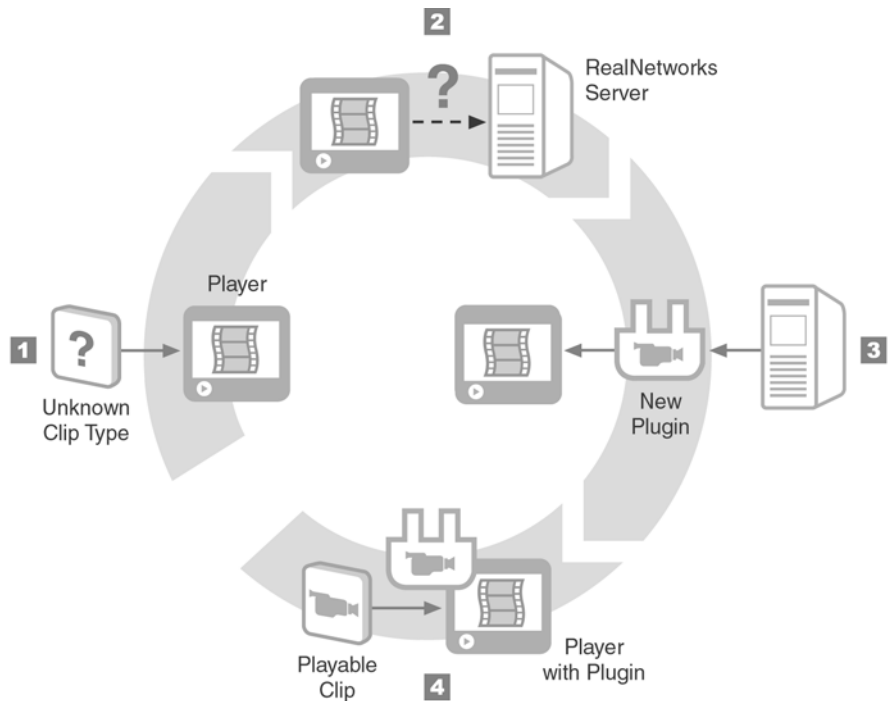 2
?
RealNetworks
Server
Player
1
?
Unknown
Clip Type
3
New
Plugin
Playable
Clip
4
Player
with Plugin